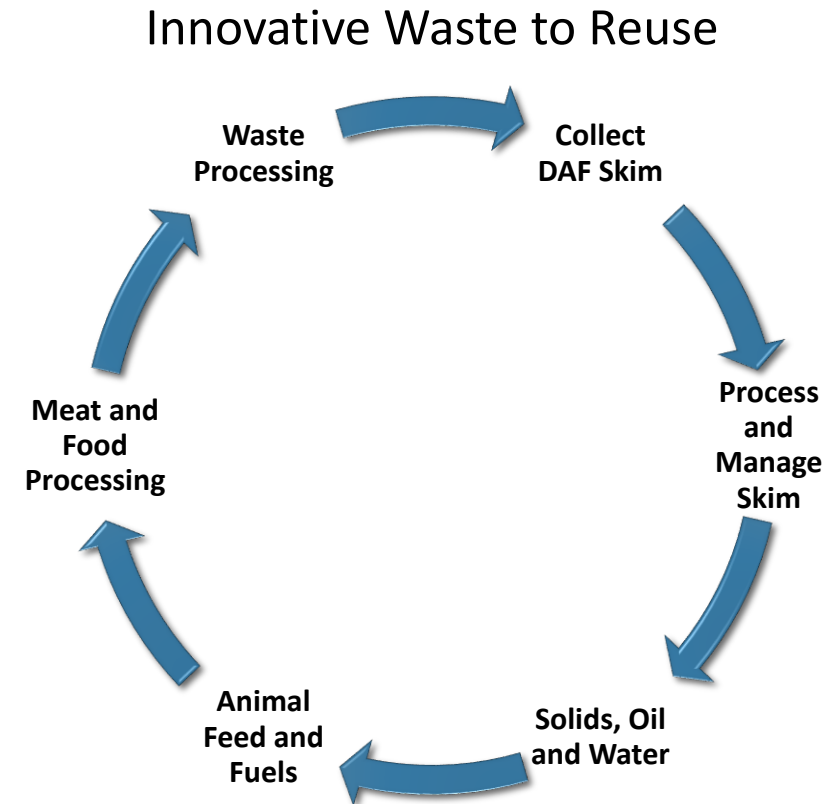 Innovative Waste to Reuse
Waste
Processing
Collect
DAF Skim
Process
and
Manage
Skim
Solids, Oil
and Water
Animal
Feed and
Fuels
Meat and
Food
Processing